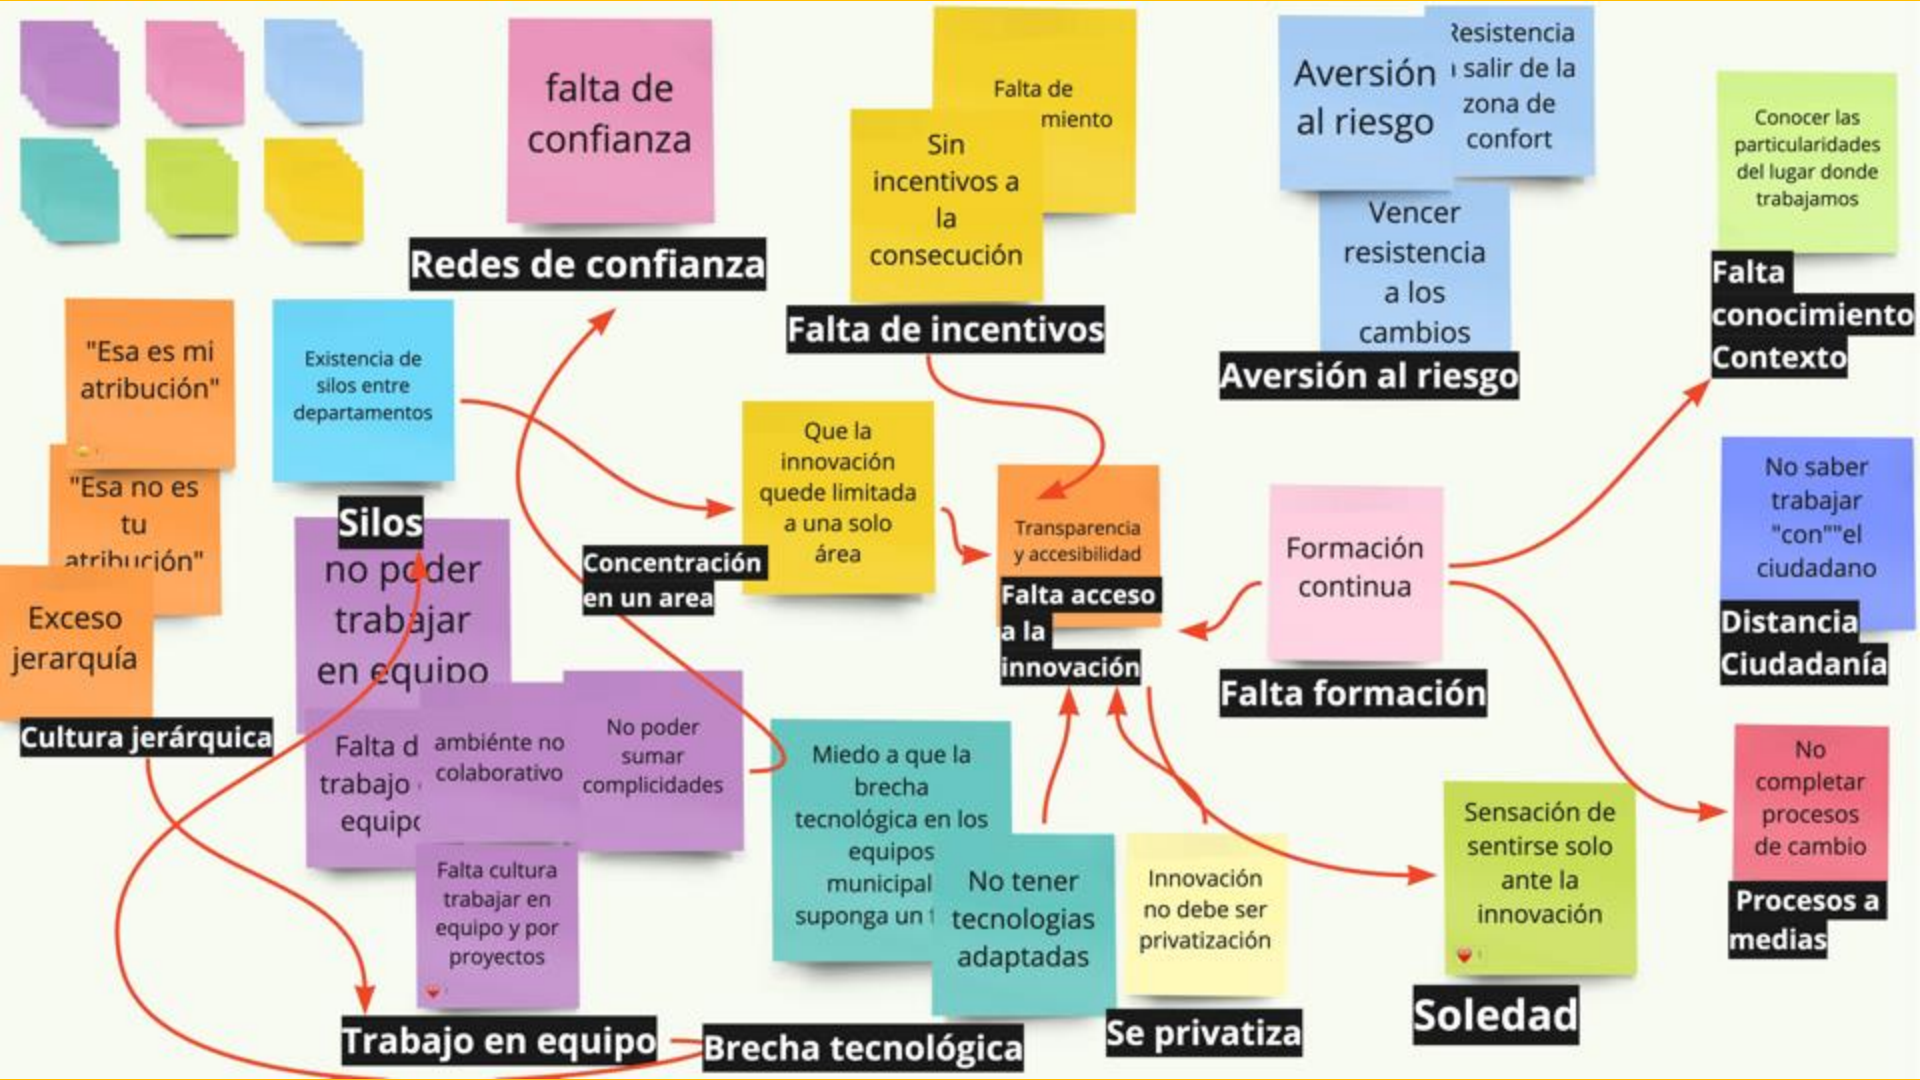 falta de
confianza
Redes de confianza
Falta de
miento
Sin
incentivos a
la
consecución
Falta de incentivos
Aversión
al riesgo
Resistencia
salir de la
zona de
confort
Vencer
resistencia
a los
cambios
Aversión al riesgo
Conocer las
particularidades
del lugar donde
trabajamos
Falta
conocimiento
Contexto
"Esa es mi
atribución"
"Esa no es
tu
atribución"
Exceso
jerarquía
Cultura jerárquica
Existencia de
silos entre
departamentos
Silos
no poder
trabajar
en equipo
Falta d
trabajo
equipo
ambiénte no
colaborativo
No poder
sumar
complicidades
Falta cultura
trabajar en
equipo y por
proyectos
Trabajo en equipo
Que la
innovación
quede limitada
a una solo
área
Concentración
en un area
Transparencia
y accesibilidad
Falta acceso
a la
innovación
Formación
continua
Falta formación
No saber
trabajar
"con""el
ciudadano
Distancia
Ciudadanía
Miedo a que la
brecha
tecnológica en los
equipos
municipal
suponga un
No tener
tecnologias
adaptadas
Brecha tecnológica
Innovación
no debe ser
privatización
Se privatiza
Sensación de
sentirse solo
ante la
innovación
Soledad
No
completar
procesos
de cambio
Procesos a
medias